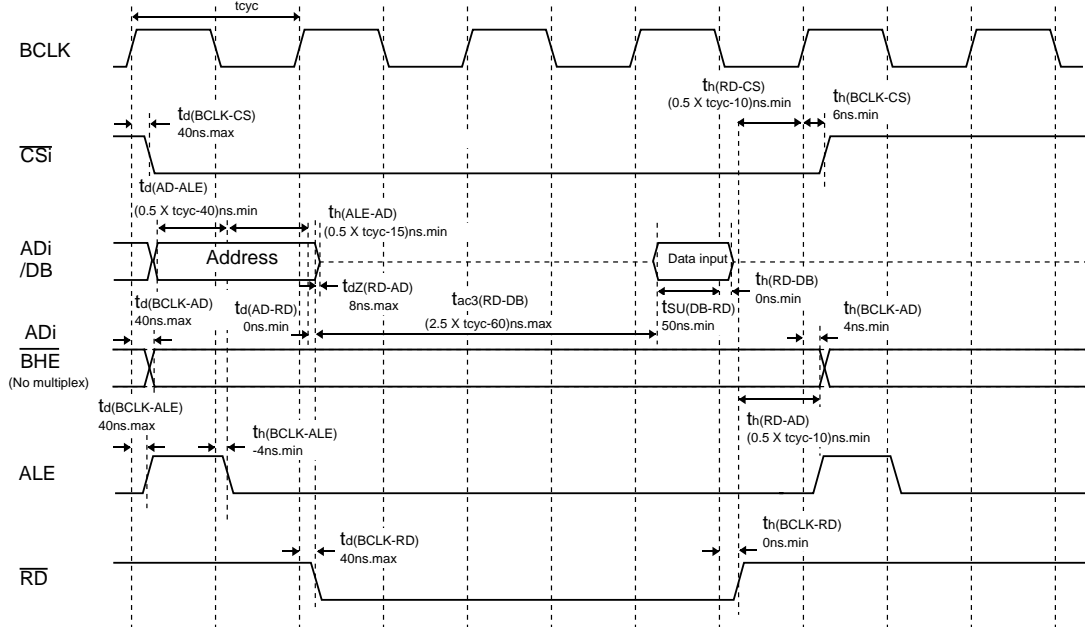 tcyc
BCLK
th(RD-CS)
(0.5 X tcyc-10)ns.min
th(BCLK-CS)
6ns.min
td(BCLK-CS)
40ns.max
CSi
td(AD-ALE)
(0.5 X tcyc-40)ns.min
th(ALE-AD)
(0.5 X tcyc-15)ns.min
ADi
/DB
Address
Data input
td(BCLK-AD)
40ns.max
td(AD-RD)
0ns.min
tdZ(RD-AD)
8ns.max
tac3(RD-DB)
(2.5 X tcyc-60)ns.max
tSU(DB-RD)
50ns.min
th(RD-DB)
0ns.min
th(BCLK-AD)
4ns.min
ADi
BHE
(No multiplex)
td(BCLK-ALE)
40ns.max
th(BCLK-ALE)
-4ns.min
th(RD-AD)
(0.5 X tcyc-10)ns.min
ALE
td(BCLK-RD)
40ns.max
th(BCLK-RD)
0ns.min
RD